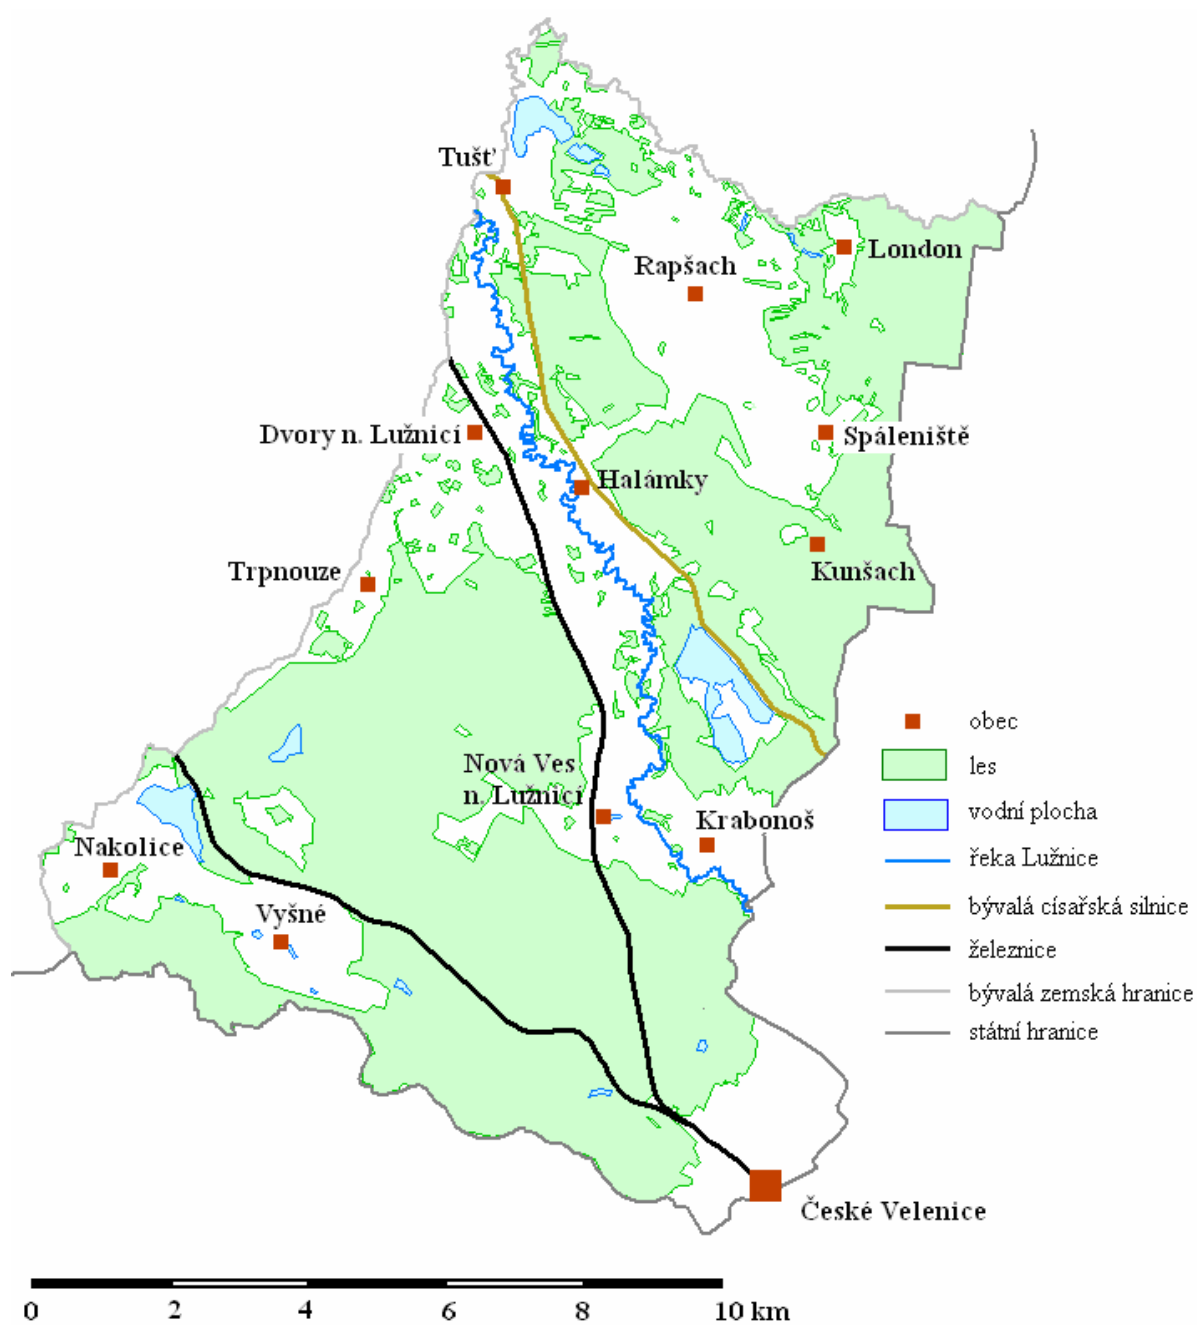 Tušť
London
Rapšach
Dvory n. Lužnicí
Spáleniště
Halámky
Trpnouze
Kunšach
obec
Nová Ves
n. Lužnicí
les
vodní plocha
Krabonoš
Nakolice
řeka Lužnice
Vyšné
bývalá císařská silnice
železnice
bývalá zemská hranice
státní hranice
České Velenice
0 2 4 6 8 10 km